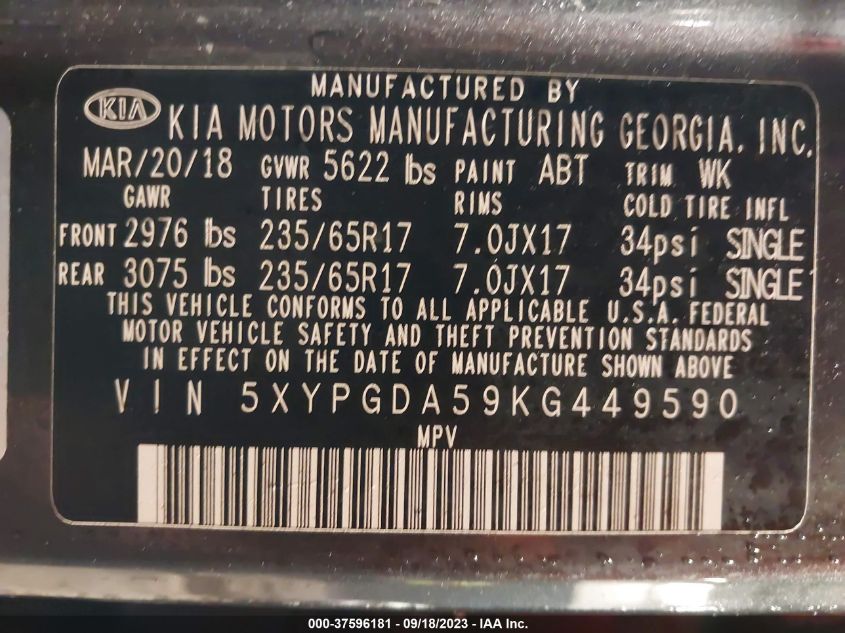 MANUFACTURED BY
KIA KIA MOTORS MANUFACTURING GEORGIA, INC.
MAR/20/18 GVWR 5622 lbs PAINT ABT TRIM WK
GAWR TIRES RIMS COLD TIRE INFL
FRONT 2976 lbs 235/65R17 7.0JX17 34psi SINGLE
REAR 3075 lbs 235/65R17 7.0JX17 34psi SINGLE
THIS VEHICLE CONFORMS TO ALL APPLICABLE U.S.A. FEDERAL
MOTOR VEHICLE SAFETY AND THEFT PREVENTION STANDARDS
IN EFFECT ON THE DATE OF MANUFACTURE SHOWN ABOVE
VIN 5XYPGDA59KG449590
MPV
000-37596181 - 09/18/2023 - IAA Inc.